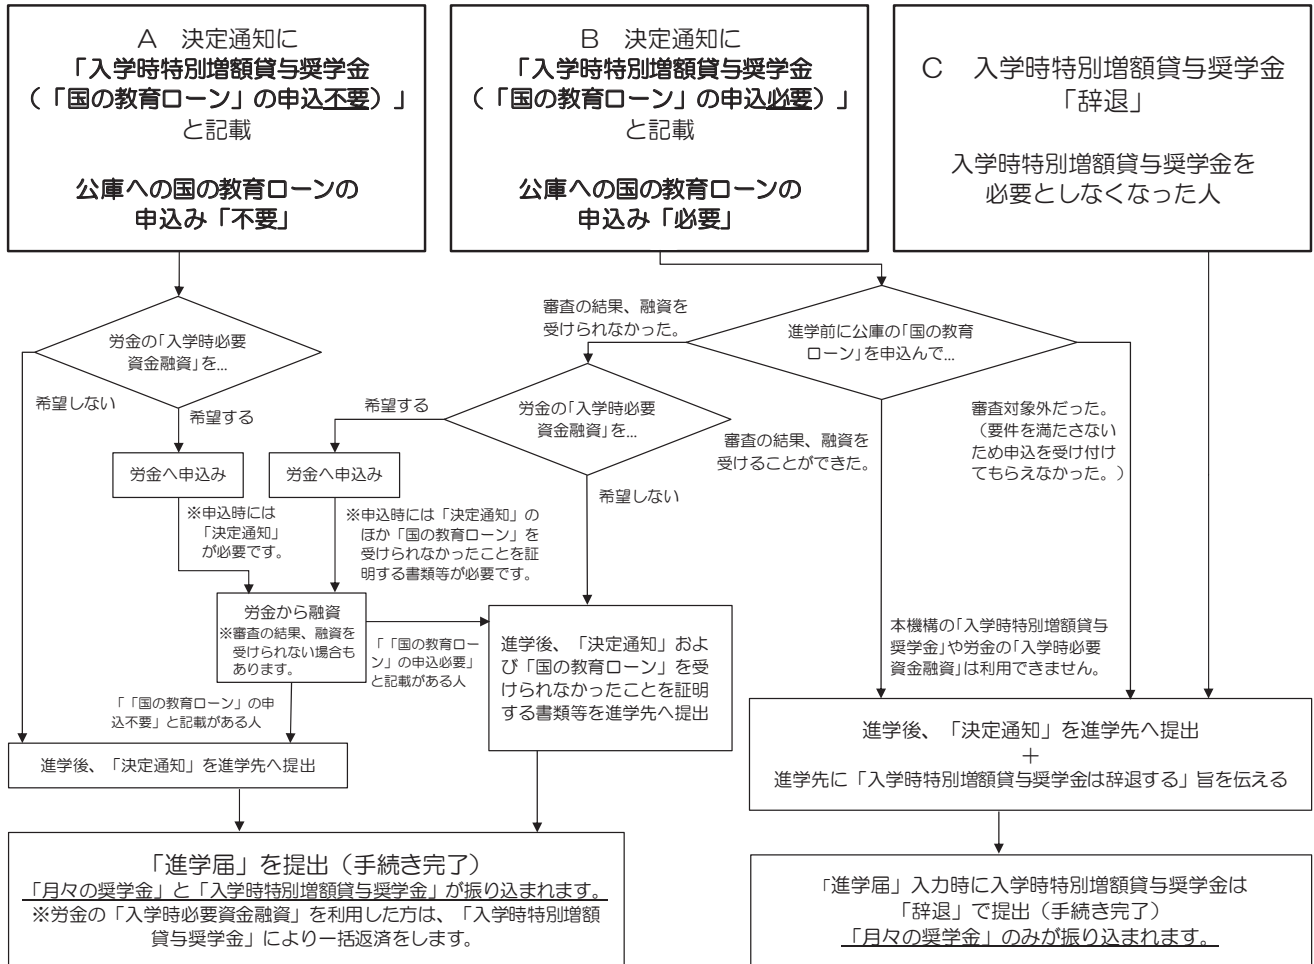 A 決定通知に
「入学時特別増額貸与奨学金
(「国の教育ローン」の申込不要)」
と記載
公庫への国の教育ローンの
申込み「不要」
B 決定通知に
「入学時特別増額貸与奨学金
(「国の教育ローン」の申込必要)」
と記載
公庫への国の教育ローンの
申込み「必要」
C 入学時特別増額貸与奨学金
「辞退」
入学時特別増額貸与奨学金を
必要としなくなった人
労金の「入学時必要
資金融資」を...
希望しない
希望する
労金へ申込み
※申込時には
「決定通知」
が必要です。
審査の結果、融資を
受けられなかった。
進学前に公庫の「国の教育
ローン」を申込んで...
労金の「入学時必要
資金融資」を...
希望する
労金へ申込み
※申込時には「決定通知」の
ほか「国の教育ローン」を
受けられなかったことを証
明する書類等が必要です。
希望しない
審査の結果、融資を
受けることができた。
審査対象外だった。
(要件を満たさない
ため申込を受け付け
てもらえなかった。)
労金から融資
※審査の結果、融資を
受けられない場合も
あります。
「「国の教育ロー
ン」の申込必要」
と記載がある人
「「国の教育ローン」の申
込不要」と記載がある人
進学後、「決定通知」およ
び「国の教育ローン」を受
けられなかったことを証明
する書類等を進学先へ提出
本機構の「入学時特別増額貸与
奨学金」や労金の「入学時必要
資金融資」は利用できません。
進学後、「決定通知」を進学先へ提出
進学後、「決定通知」を進学先へ提出
+
進学先に「入学時特別増額貸与奨学金は辞退する」旨を伝える
「進学届」を提出(手続き完了)
「月々の奨学金」と「入学時特別増額貸与奨学金」が振り込まれます。
※労金の「入学時必要資金融資」を利用した方は、「入学時特別増額
貸与奨学金」により一括返済をします。
「進学届」入力時に入学時特別増額貸与奨学金は
「辞退」で提出(手続き完了)
「月々の奨学金」のみが振り込まれます。